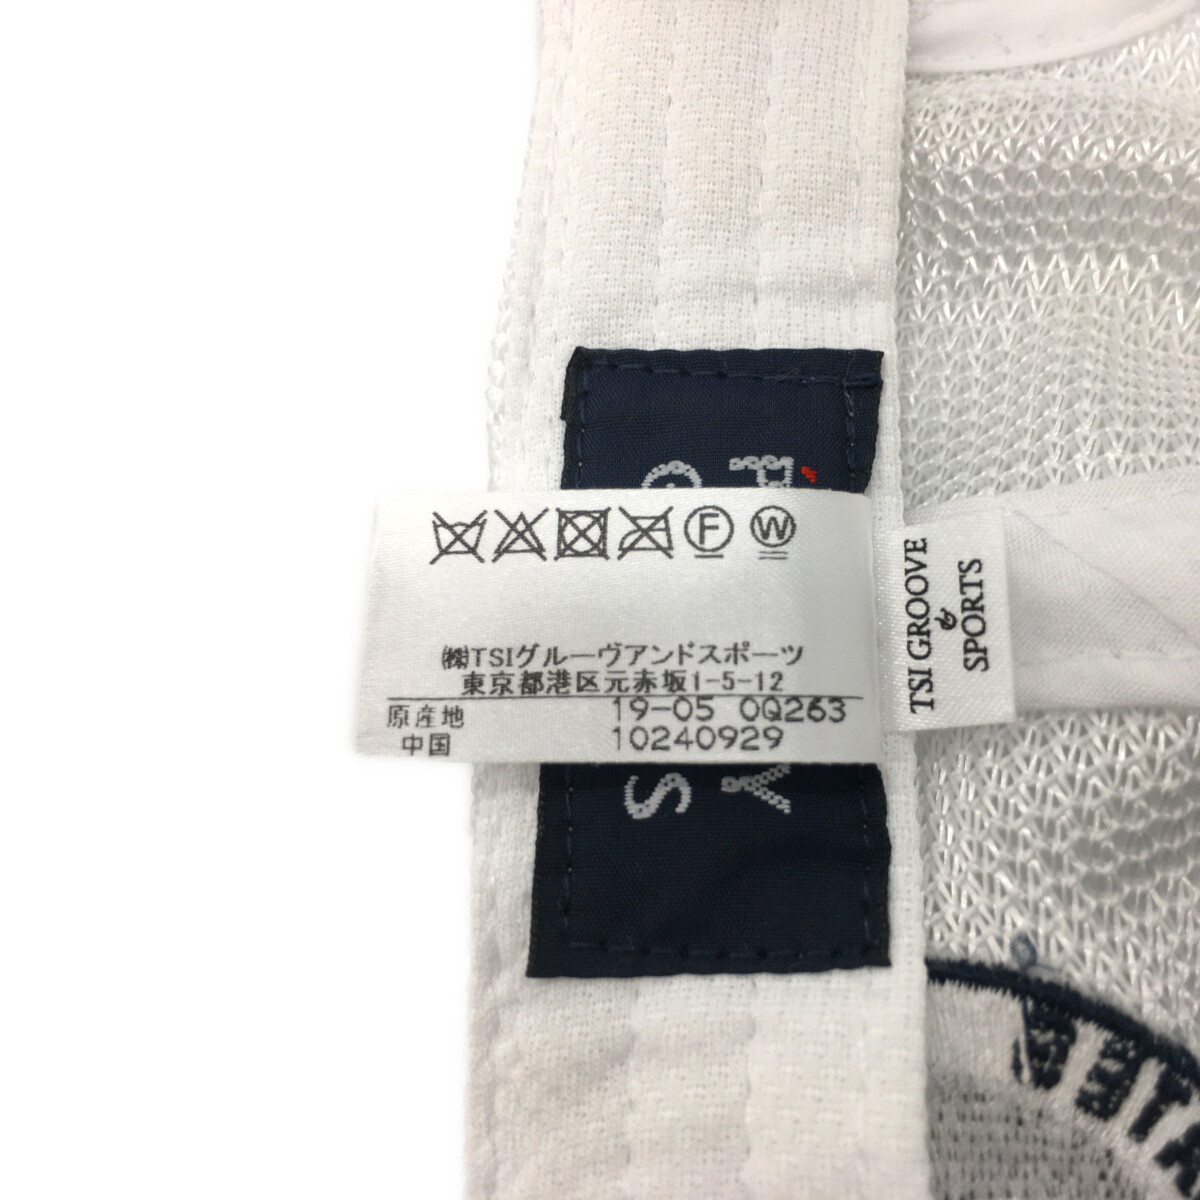 F W
㈱TSIグルーヴアンドスポーツ
東京都港区元赤坂1-5-12
原産地 19-05 0Q263
中国 10240929
TSI GROOVE
&
SPORTS